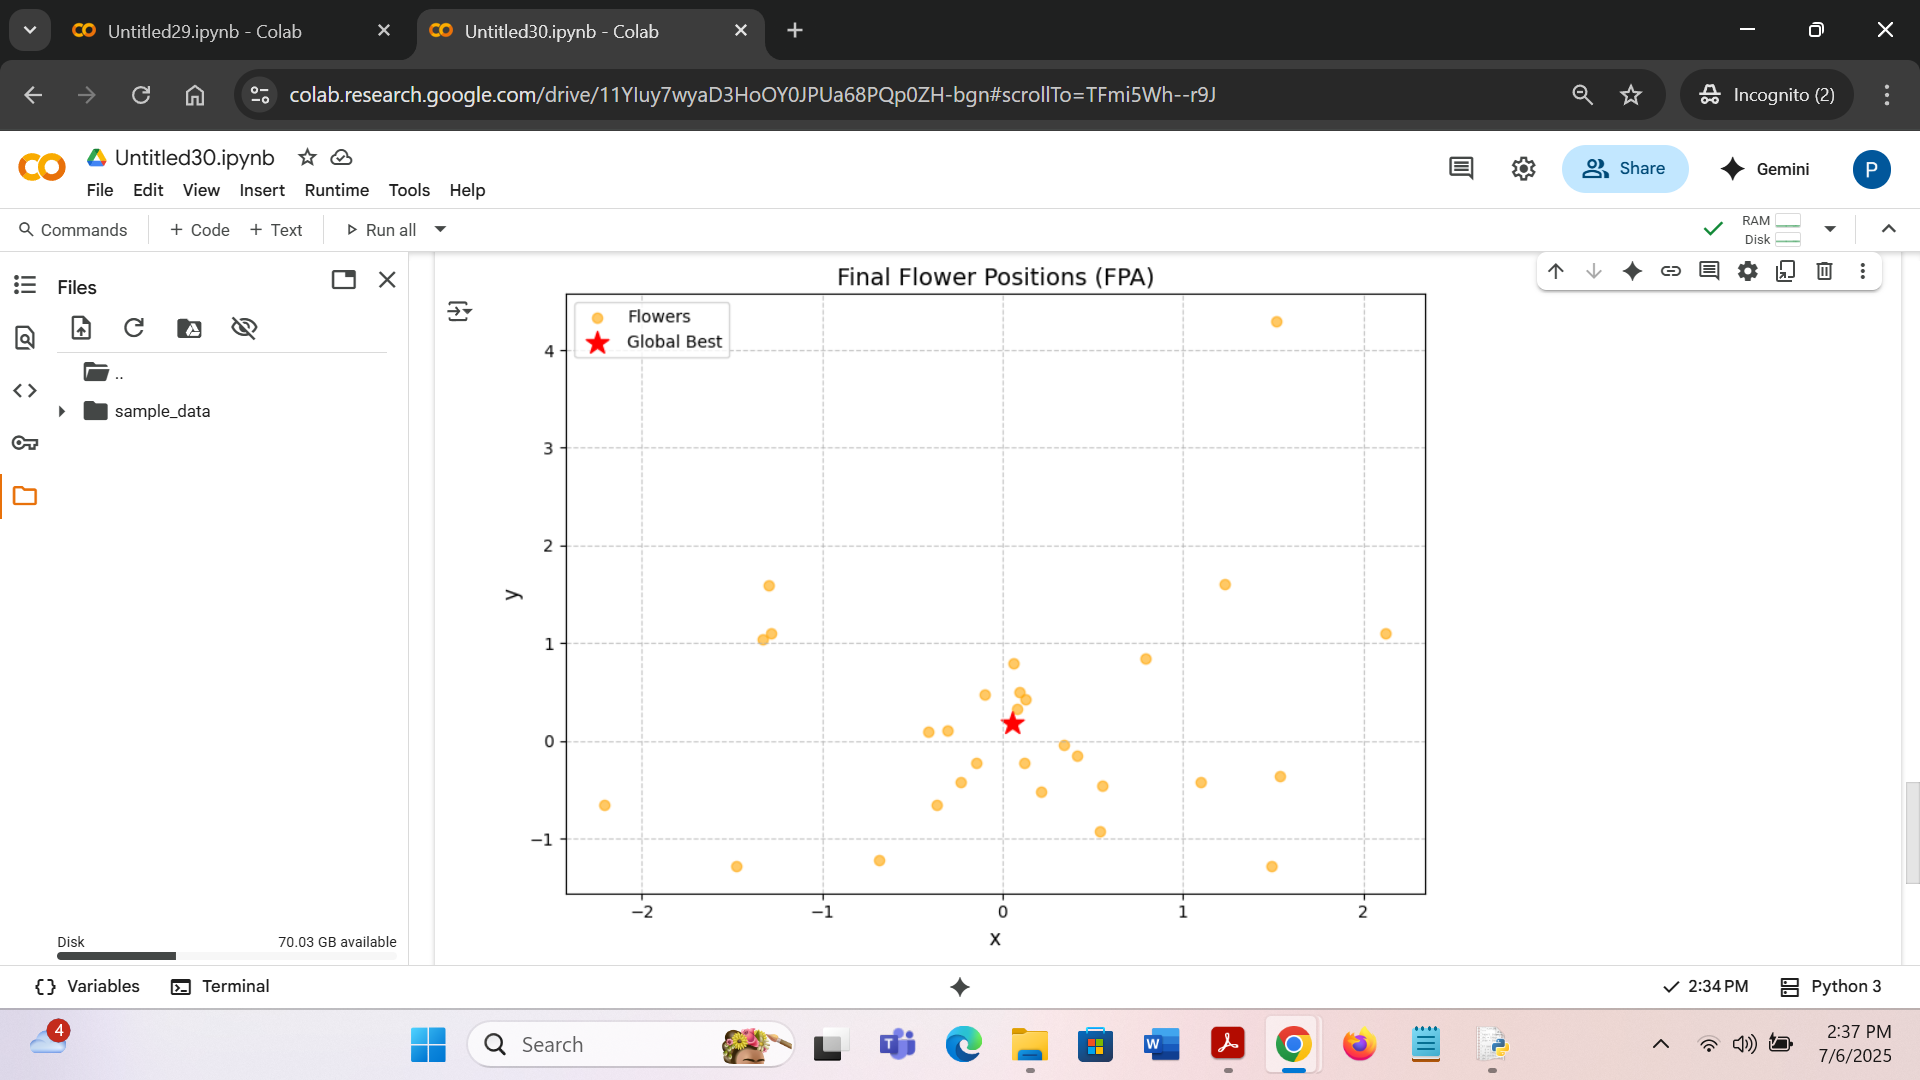 Untitled29.ipynb - Colab
Untitled30.ipynb - Colab
colab.research.google.com/drive/11YIuy7wyaD3HoOY0JPUa68PQp0ZH-bgn#scrollTo=TFmi5Wh--r9J
Incognito (2)
Untitled30.ipynb
File Edit View Insert Runtime Tools Help
Share
Gemini
P
Commands + Code + Text Run all
RAM
Disk
Files
..
sample_data
Disk 70.03 GB available
Final Flower Positions (FPA)
Flowers
Global Best
4
3
2
1
0
−1
y
−2 −1 0 1 2
x
Variables Terminal
2:34 PM Python 3
4
Search
2:37 PM
7/6/2025